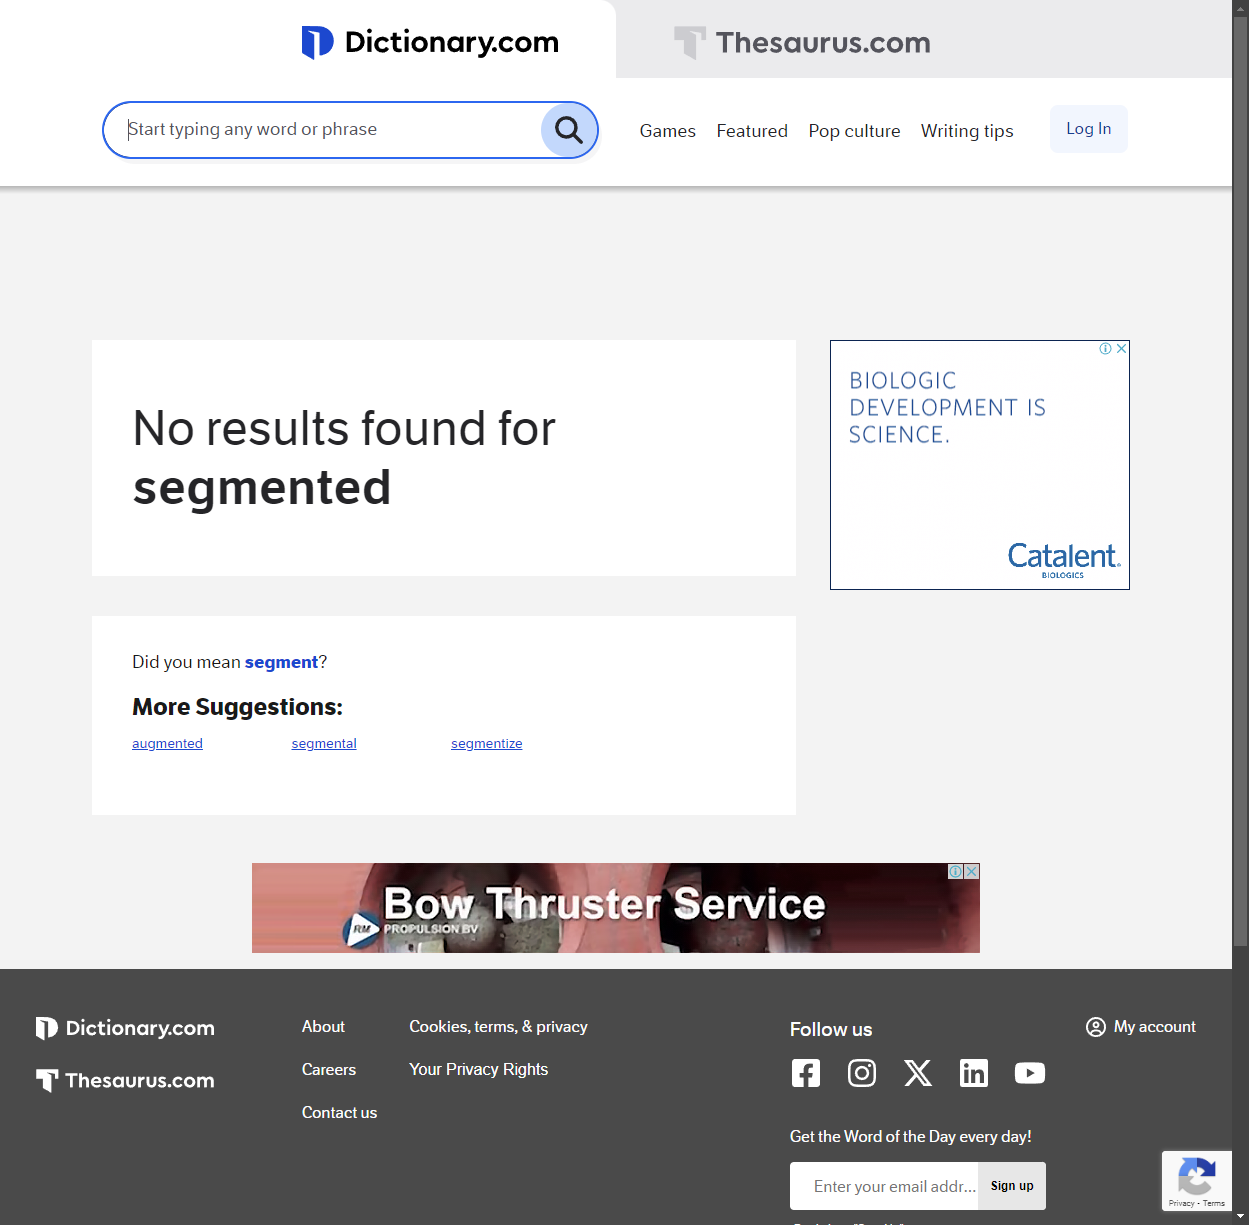 Dictionary.com
Thesaurus.com
Start typing any word or phrase
Games
Featured
Pop culture
Writing tips
Log In
No results found for
segmented
BIOLOGIC
DEVELOPMENT IS
SCIENCE.
Catalent.
BIOLOGICS
Did you mean segment?
More Suggestions:
augmented
segmental
segmentize
Bow Thruster Service
RM
PROPULSION BV
Dictionary.com
Thesaurus.com
About
Careers
Contact us
Cookies, terms, & privacy
Your Privacy Rights
Follow us
My account
Get the Word of the Day every day!
Enter your email addr...
Sign up
Privacy - Terms